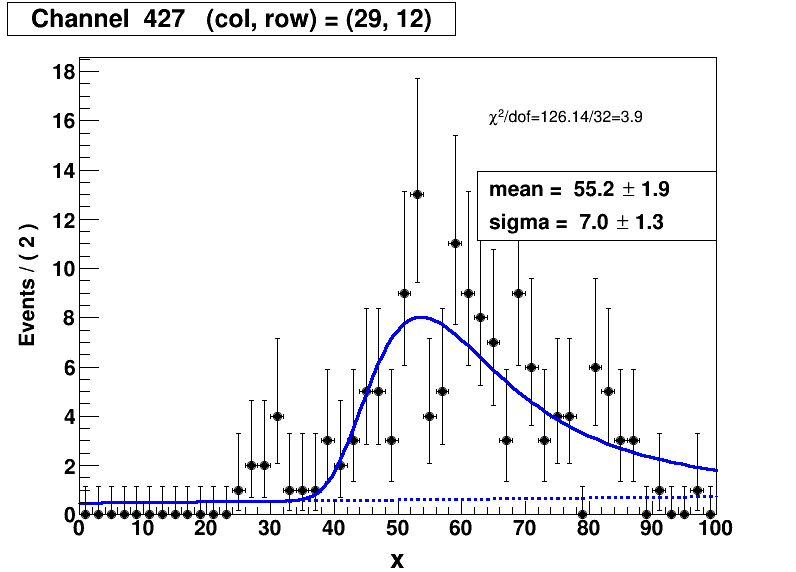 Channel  427   (col, row) = (29, 12)
Events / ( 2 )
18
16
14
12
10
8
6
4
2
0
χ²/dof=126.14/32=3.9
mean =  55.2 ± 1.9
sigma =  7.0 ± 1.3
0 10 20 30 40 50 60 70 80 90 100
x